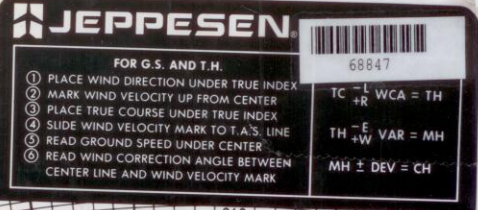 JEPPESEN®
68847
FOR G.S. AND T.H.
① PLACE WIND DIRECTION UNDER TRUE INDEX
② MARK WIND VELOCITY UP FROM CENTER
③ PLACE TRUE COURSE UNDER TRUE INDEX
④ SLIDE WIND VELOCITY MARK TO T.A.S. LINE
⑤ READ GROUND SPEED UNDER CENTER
⑥ READ WIND CORRECTION ANGLE BETWEEN
CENTER LINE AND WIND VELOCITY MARK
TC -L +R WCA = TH
TH -E +W VAR = MH
MH ± DEV = CH